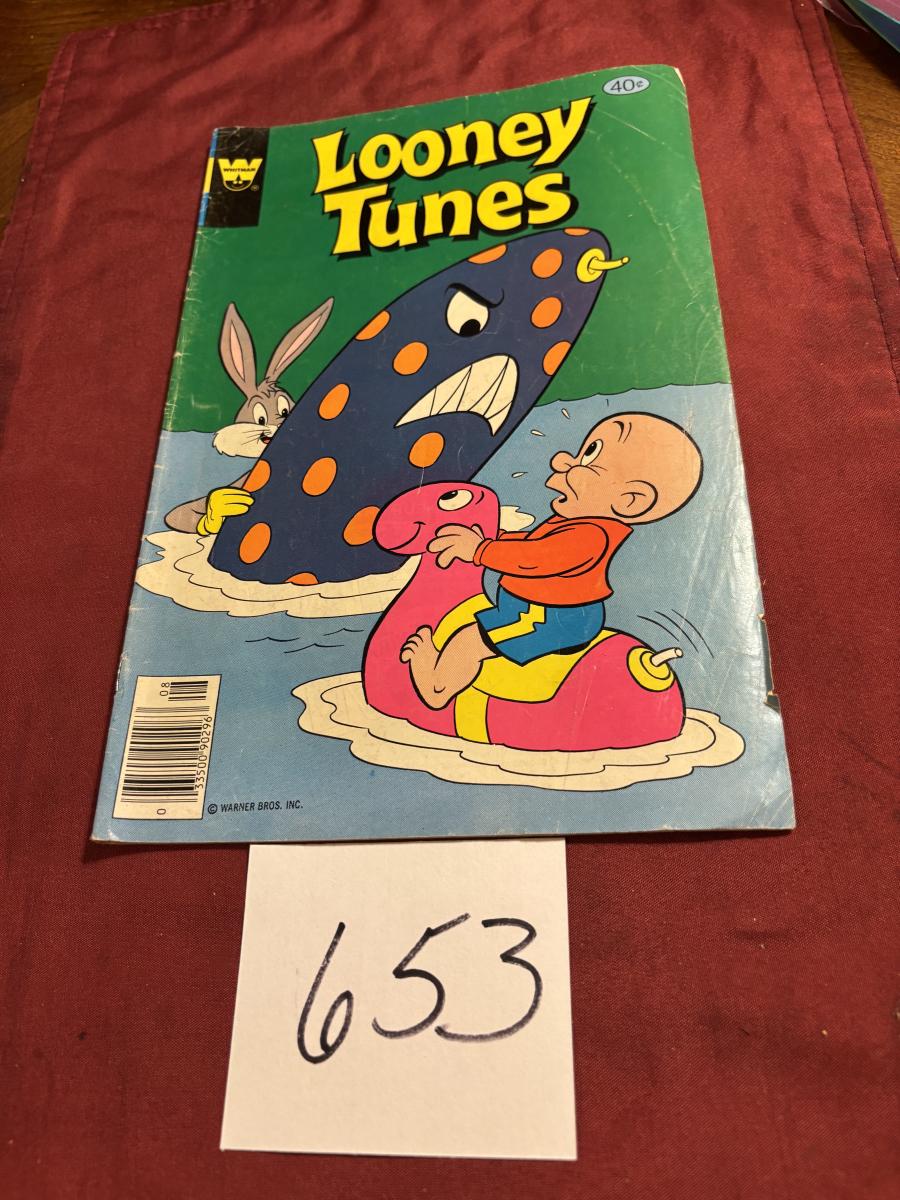 40¢
WHITMAN
Looney
Tunes
08
0 33500 90296
© WARNER BROS. INC.
653